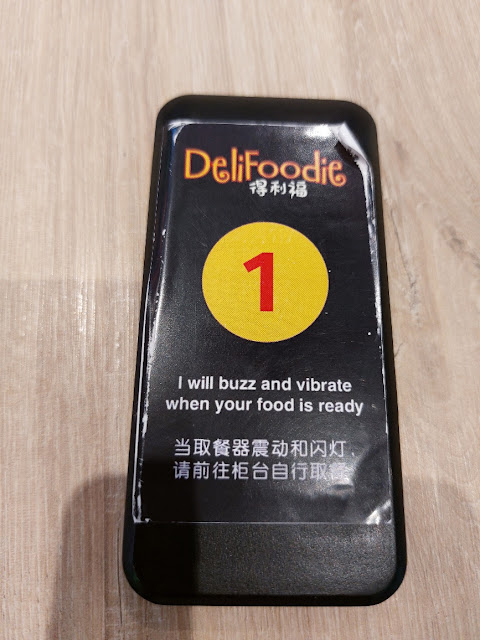 DeliFoodie
得利福
1
I will buzz and vibrate
when your food is ready
当取餐器震动和闪灯，
请前往柜台自行取餐